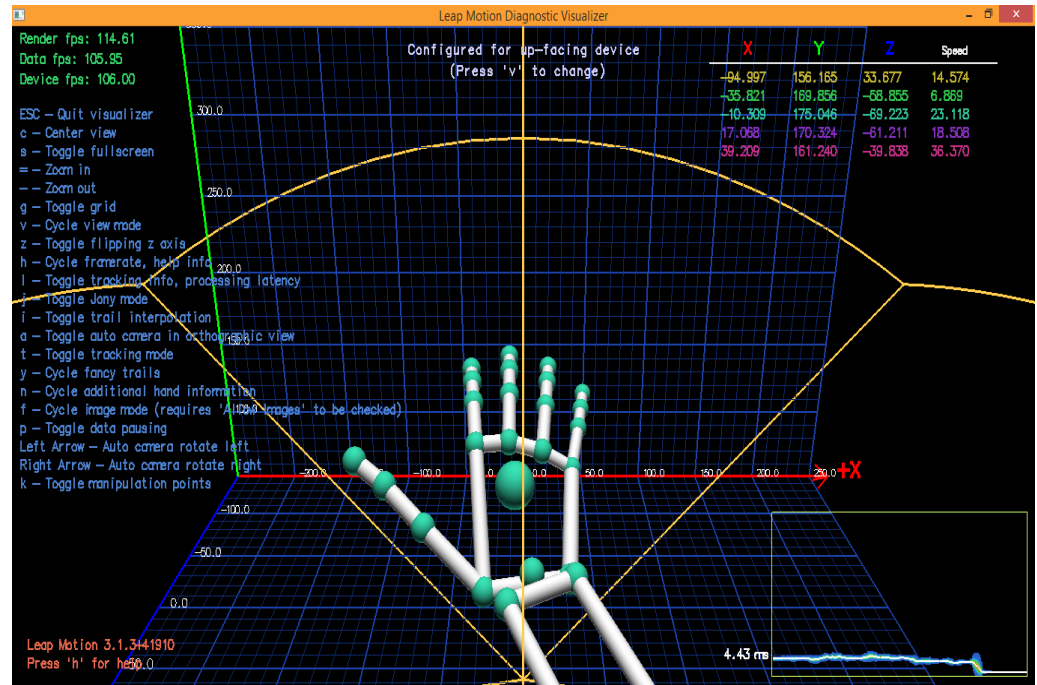 Leap Motion Diagnostic Visualizer
Render fps: 114.61
Data fps: 105.95
Device fps: 106.00
Configured for up-facing device
(Press 'v' to change)
X Y Z Speed
-94.997 156.165 33.677 14.574
-35.821 169.856 -58.855 6.869
-10.309 175.046 -69.223 23.118
17.068 170.324 -61.211 18.508
39.209 161.240 -39.838 36.370
ESC - Quit visualizer
c - Center view
s - Toggle fullscreen
= - Zoom in
- - Zoom out
g - Toggle grid
v - Cycle view mode
z - Toggle flipping z axis
h - Cycle framerate, help info
l - Toggle tracking info, processing latency
j - Toggle Jony mode
i - Toggle trail interpolation
a - Toggle auto camera in orthographic view
t - Toggle tracking mode
y - Cycle fancy trails
n - Cycle additional hand information
f - Cycle image mode (requires 'Allow Images' to be checked)
p - Toggle data pausing
Left Arrow - Auto camera rotate left
Right Arrow - Auto camera rotate right
k - Toggle manipulation points
300.0
250.0
200.0
150.0
-200.0 -100.0 50.0 100.0 150.0 200.0 250.0 +X
-100.0
-50.0
0.0
4.43 ms
Leap Motion 3.1.3+41910
Press 'h' for help